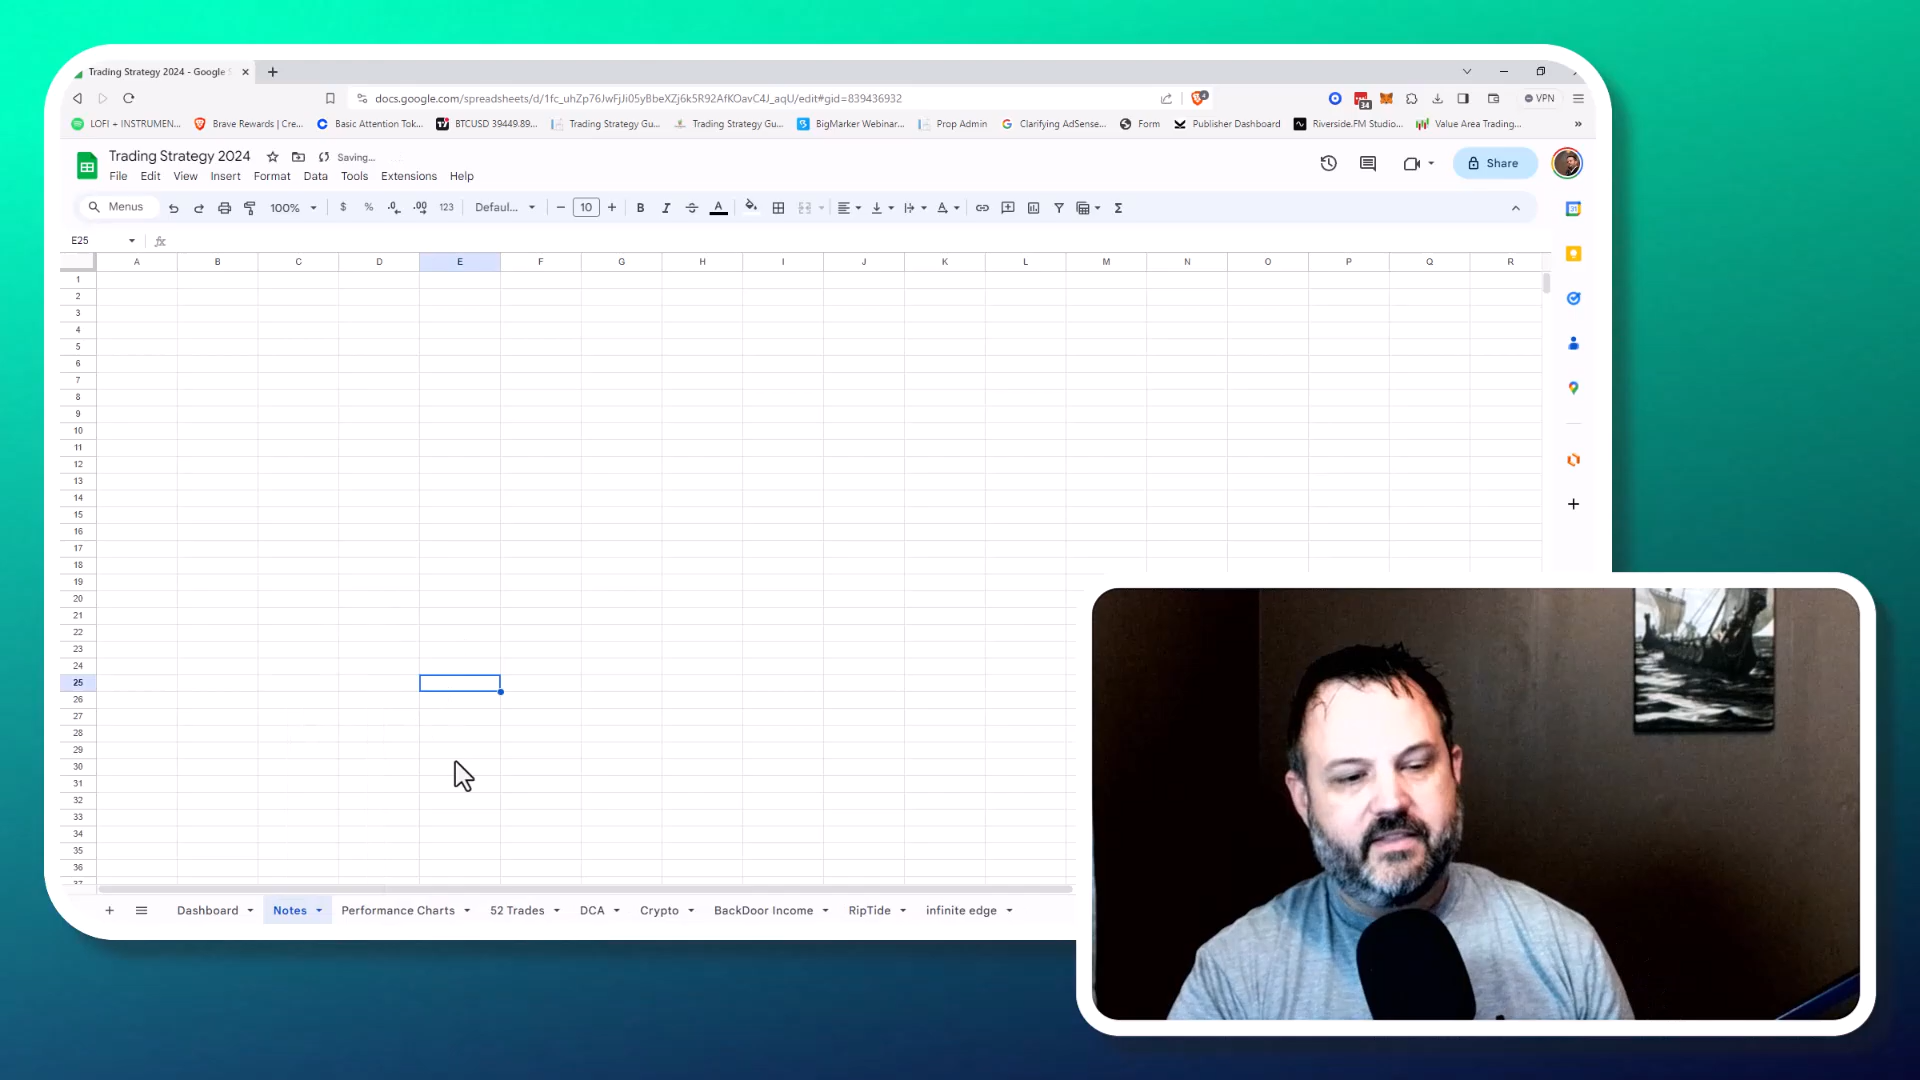 Trading Strategy 2024 - Google S
docs.google.com/spreadsheets/d/1fc_uhZp76JwFjJi05yBbeXZj6k5R92AfKOavC4J_aqU/edit#gid=839436932
4
34
VPN
LOFI + INSTRUMEN...
Brave Rewards | Cre...
Basic Attention Tok...
BTCUSD 39449.89...
Trading Strategy Gu...
Trading Strategy Gu...
BigMarker Webinar...
Prop Admin
Clarifying AdSense...
Form
Publisher Dashboard
Riverside.FM Studio...
Value Area Trading...
Trading Strategy 2024
Saving...
File Edit View Insert Format Data Tools Extensions Help
Share
Menus
100%
$ % .0 .00 123
Defaul...
10
B I S A
Σ
31
E25
fx
A B C D E F G H I J K L M N O P Q R
1
2
3
4
5
6
7
8
9
10
11
12
13
14
15
16
17
18
19
20
21
22
23
24
25
26
27
28
29
30
31
32
33
34
35
36
37
Dashboard Notes Performance Charts 52 Trades DCA Crypto BackDoor Income RipTide infinite edge